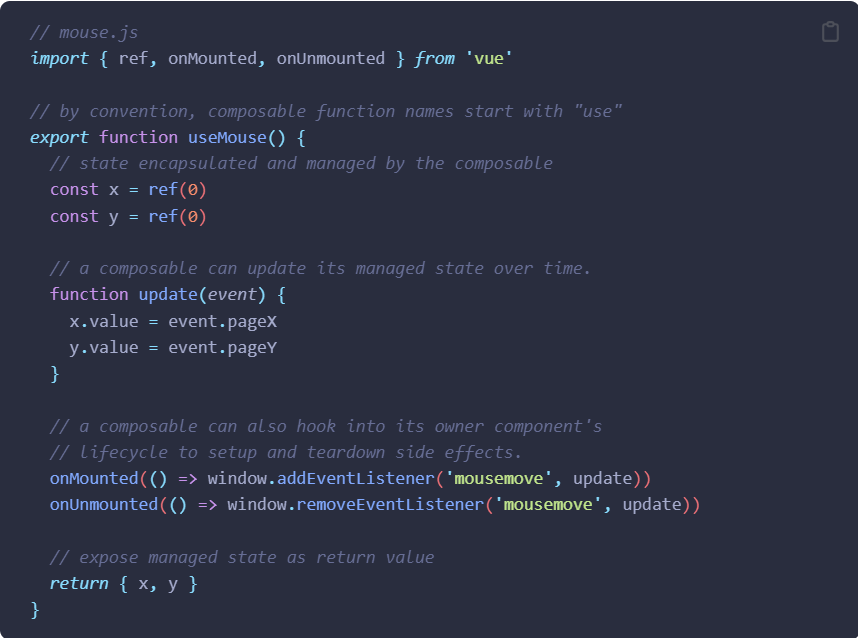 // mouse.js
import { ref, onMounted, onUnmounted } from 'vue'

// by convention, composable function names start with "use"
export function useMouse() {
  // state encapsulated and managed by the composable
  const x = ref(0)
  const y = ref(0)

  // a composable can update its managed state over time.
  function update(event) {
    x.value = event.pageX
    y.value = event.pageY
  }

  // a composable can also hook into its owner component's
  // lifecycle to setup and teardown side effects.
  onMounted(() => window.addEventListener('mousemove', update))
  onUnmounted(() => window.removeEventListener('mousemove', update))

  // expose managed state as return value
  return { x, y }
}